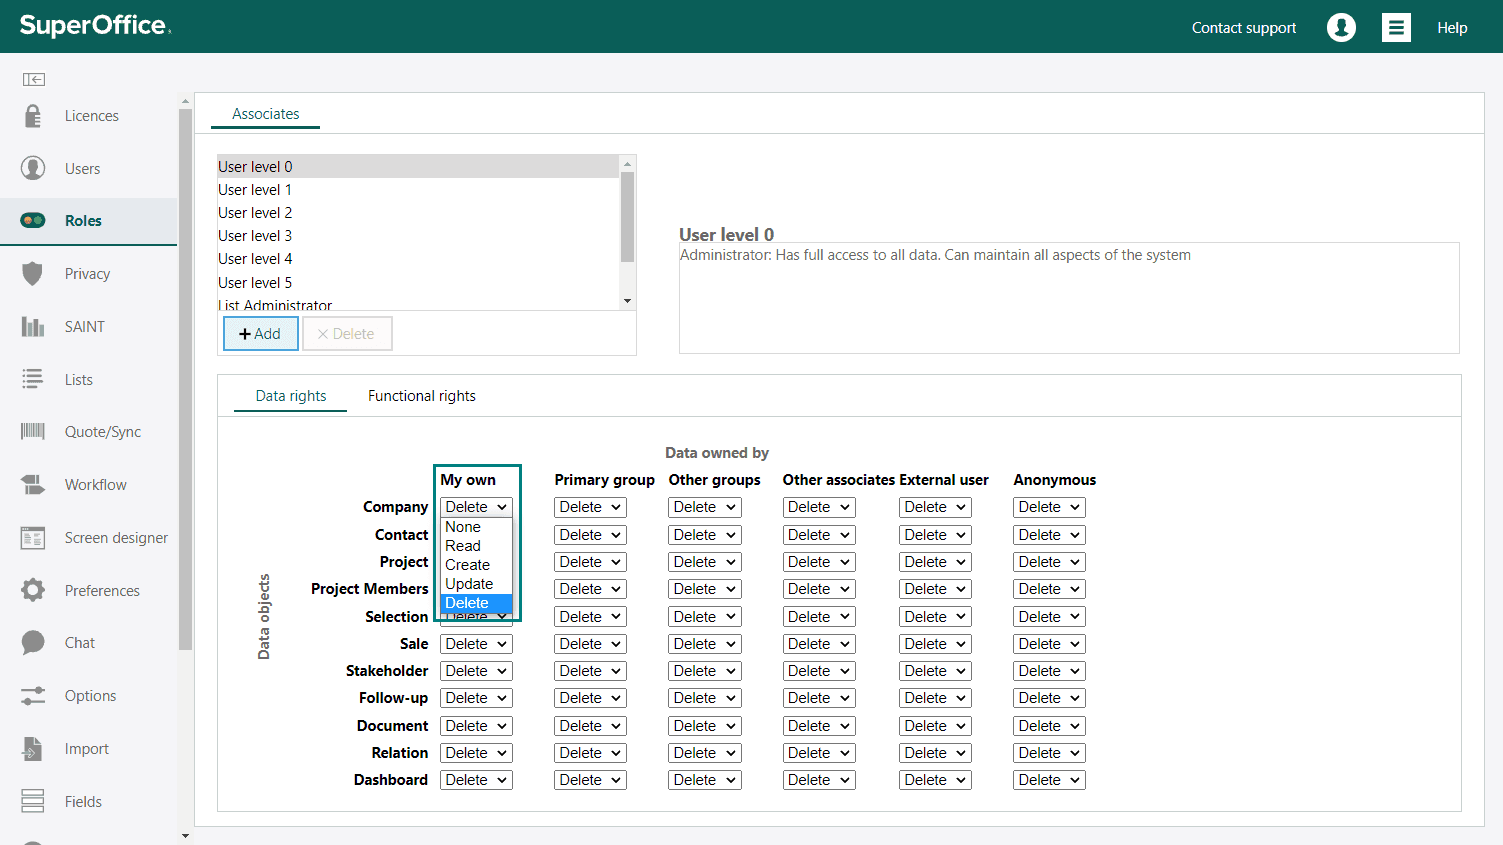 SuperOffice
Contact support
Help
Licences
Users
Roles
Privacy
SAINT
Lists
Quote/Sync
Workflow
Screen designer
Preferences
Chat
Options
Import
Fields
Associates
User level 0
User level 1
User level 2
User level 3
User level 4
User level 5
List Administrator
Add
Delete
User level 0
Administrator: Has full access to all data. Can maintain all aspects of the system
Data rights Functional rights
Data owned by
My own Primary group Other groups Other associates External user Anonymous
Data objects
Company Delete Delete Delete Delete Delete Delete
None
Read
Create
Update
Delete
Contact Delete Delete Delete Delete Delete
Project Delete Delete Delete Delete Delete
Project Members Delete Delete Delete Delete Delete
Selection Delete Delete Delete Delete Delete Delete
Sale Delete Delete Delete Delete Delete Delete
Stakeholder Delete Delete Delete Delete Delete Delete
Follow-up Delete Delete Delete Delete Delete Delete
Document Delete Delete Delete Delete Delete Delete
Relation Delete Delete Delete Delete Delete Delete
Dashboard Delete Delete Delete Delete Delete Delete